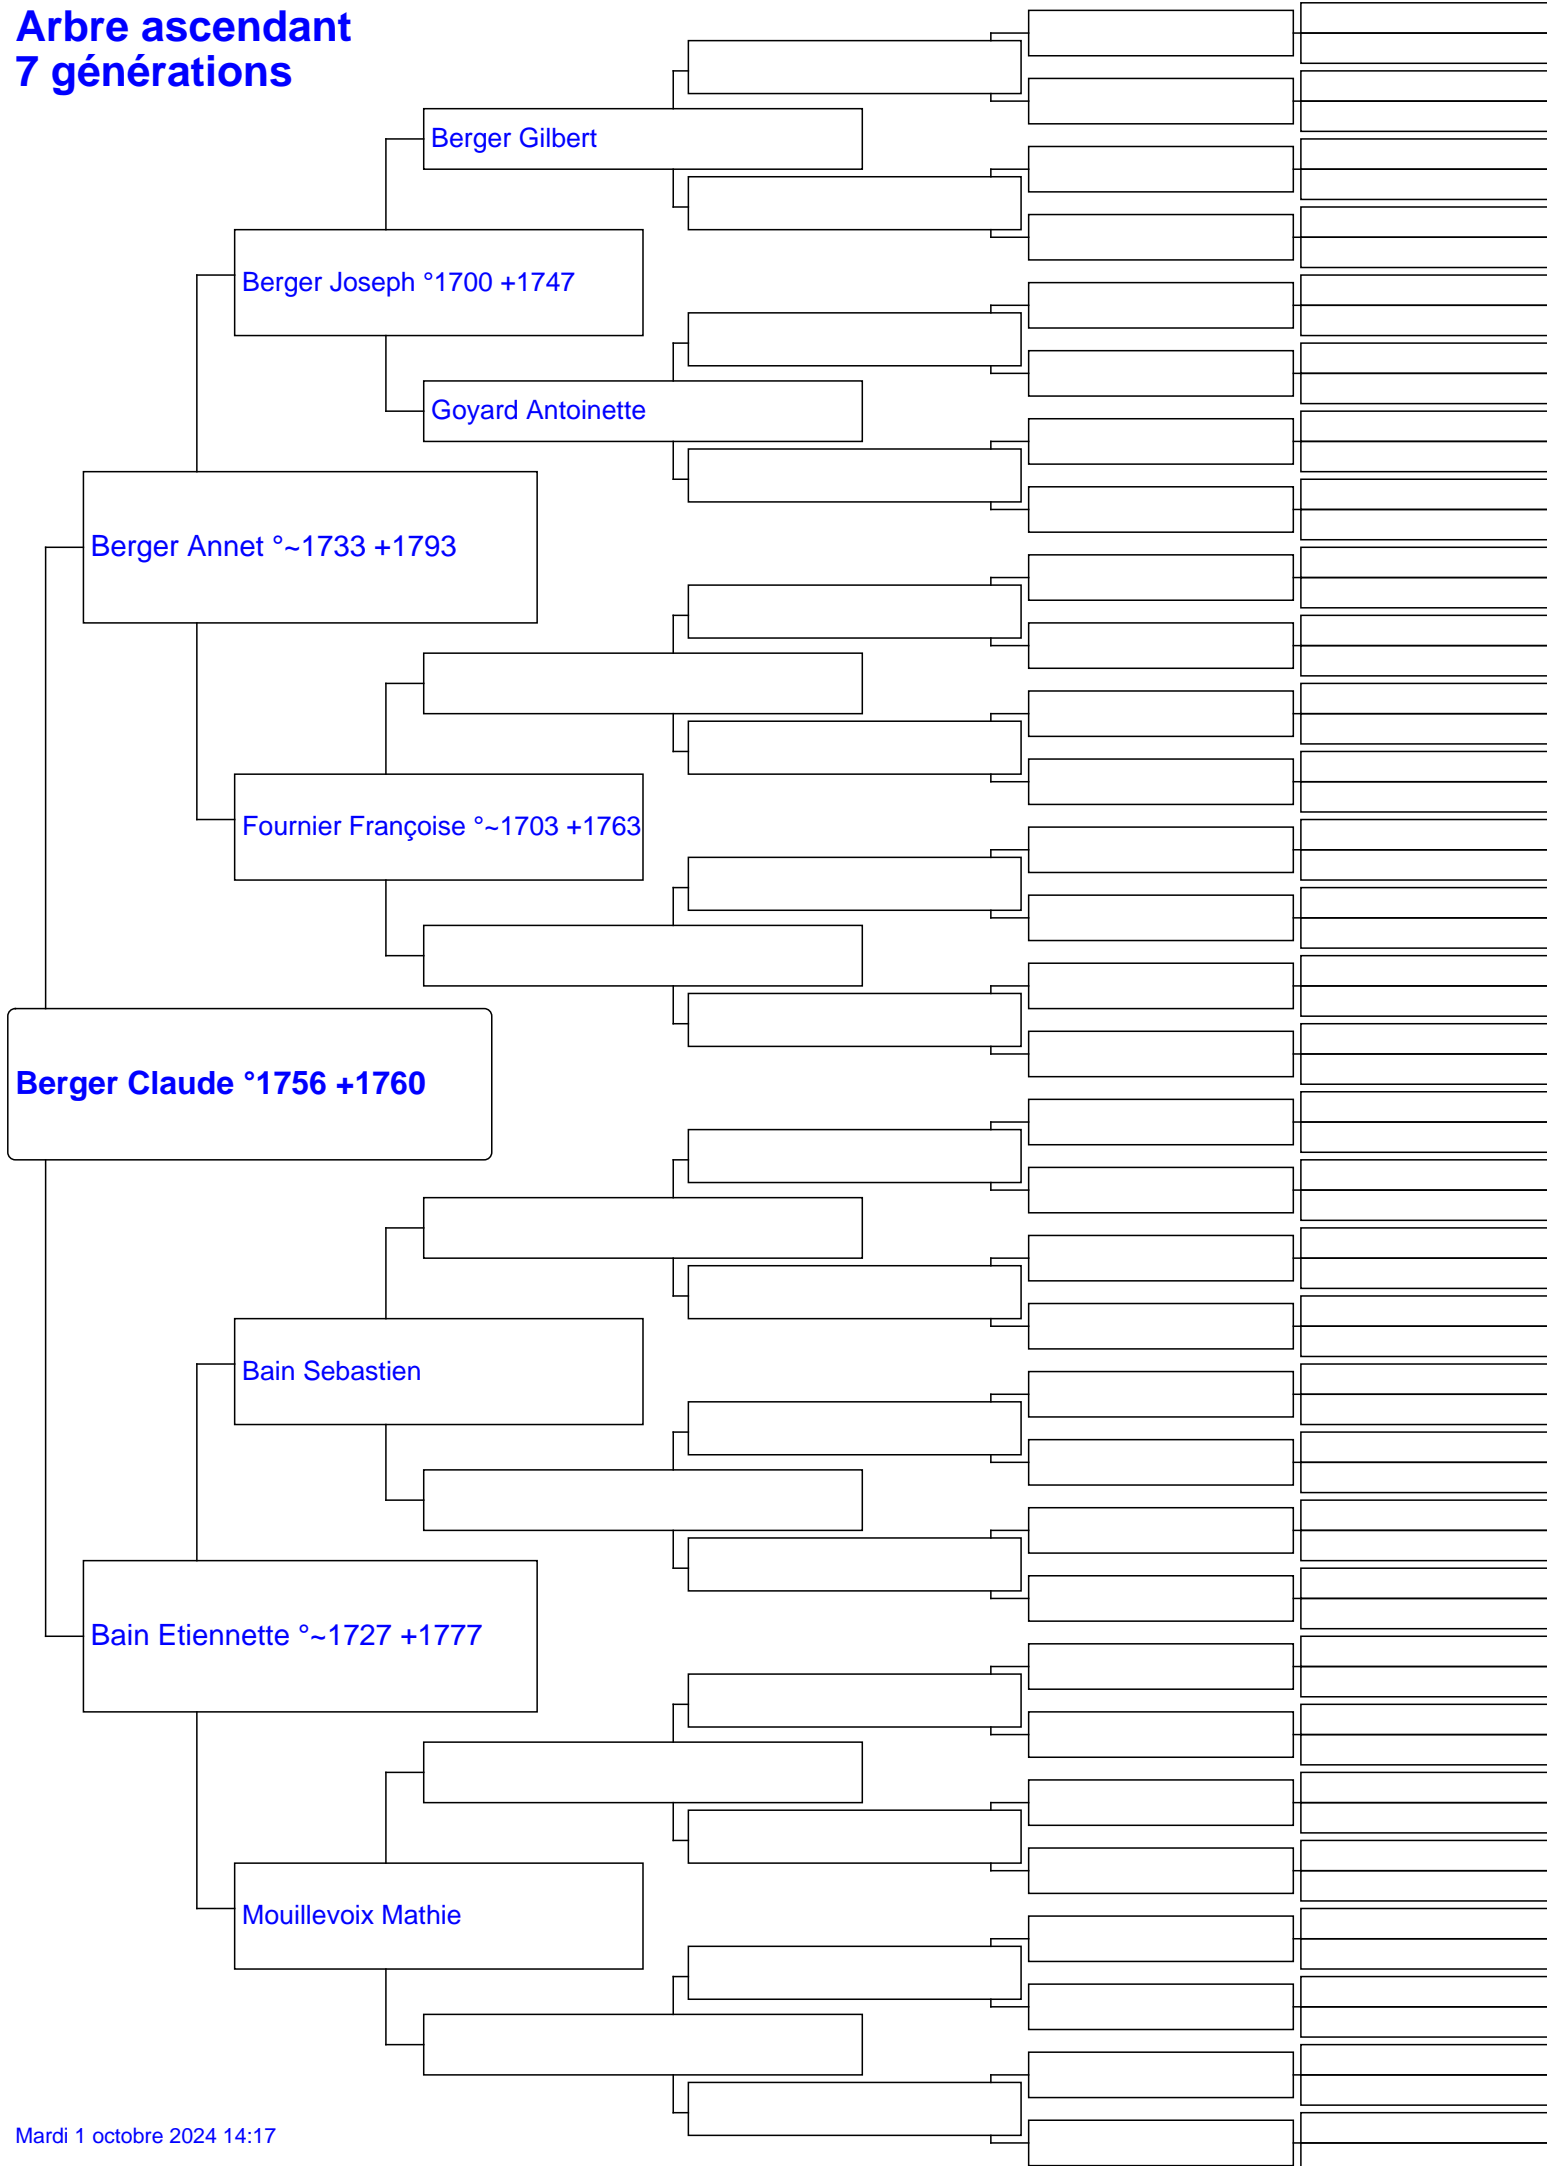 Arbre ascendant
7 générations
Berger Gilbert
Berger Joseph °1700 +1747
Goyard Antoinette
Berger Annet °~1733 +1793
Fournier Françoise °~1703 +1763
Berger Claude °1756 +1760
Bain Sebastien
Bain Etiennette °~1727 +1777
Mouillevoix Mathie
Mardi 1 octobre 2024 14:17